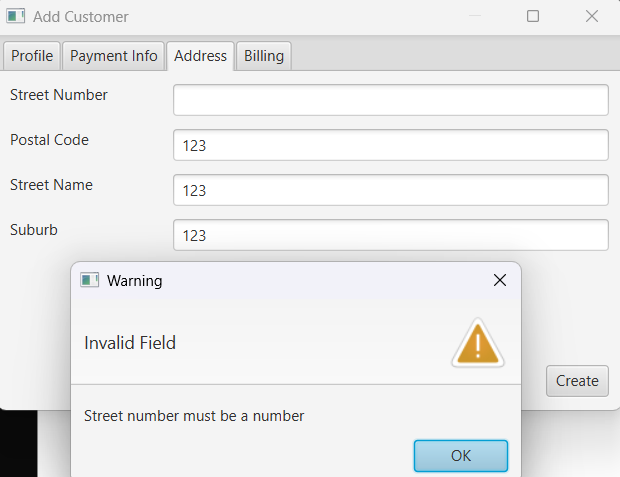 Add Customer
Profile Payment Info Address Billing
Street Number
Postal Code 123
Street Name 123
Suburb 123
Warning
Invalid Field
Create
Street number must be a number
OK